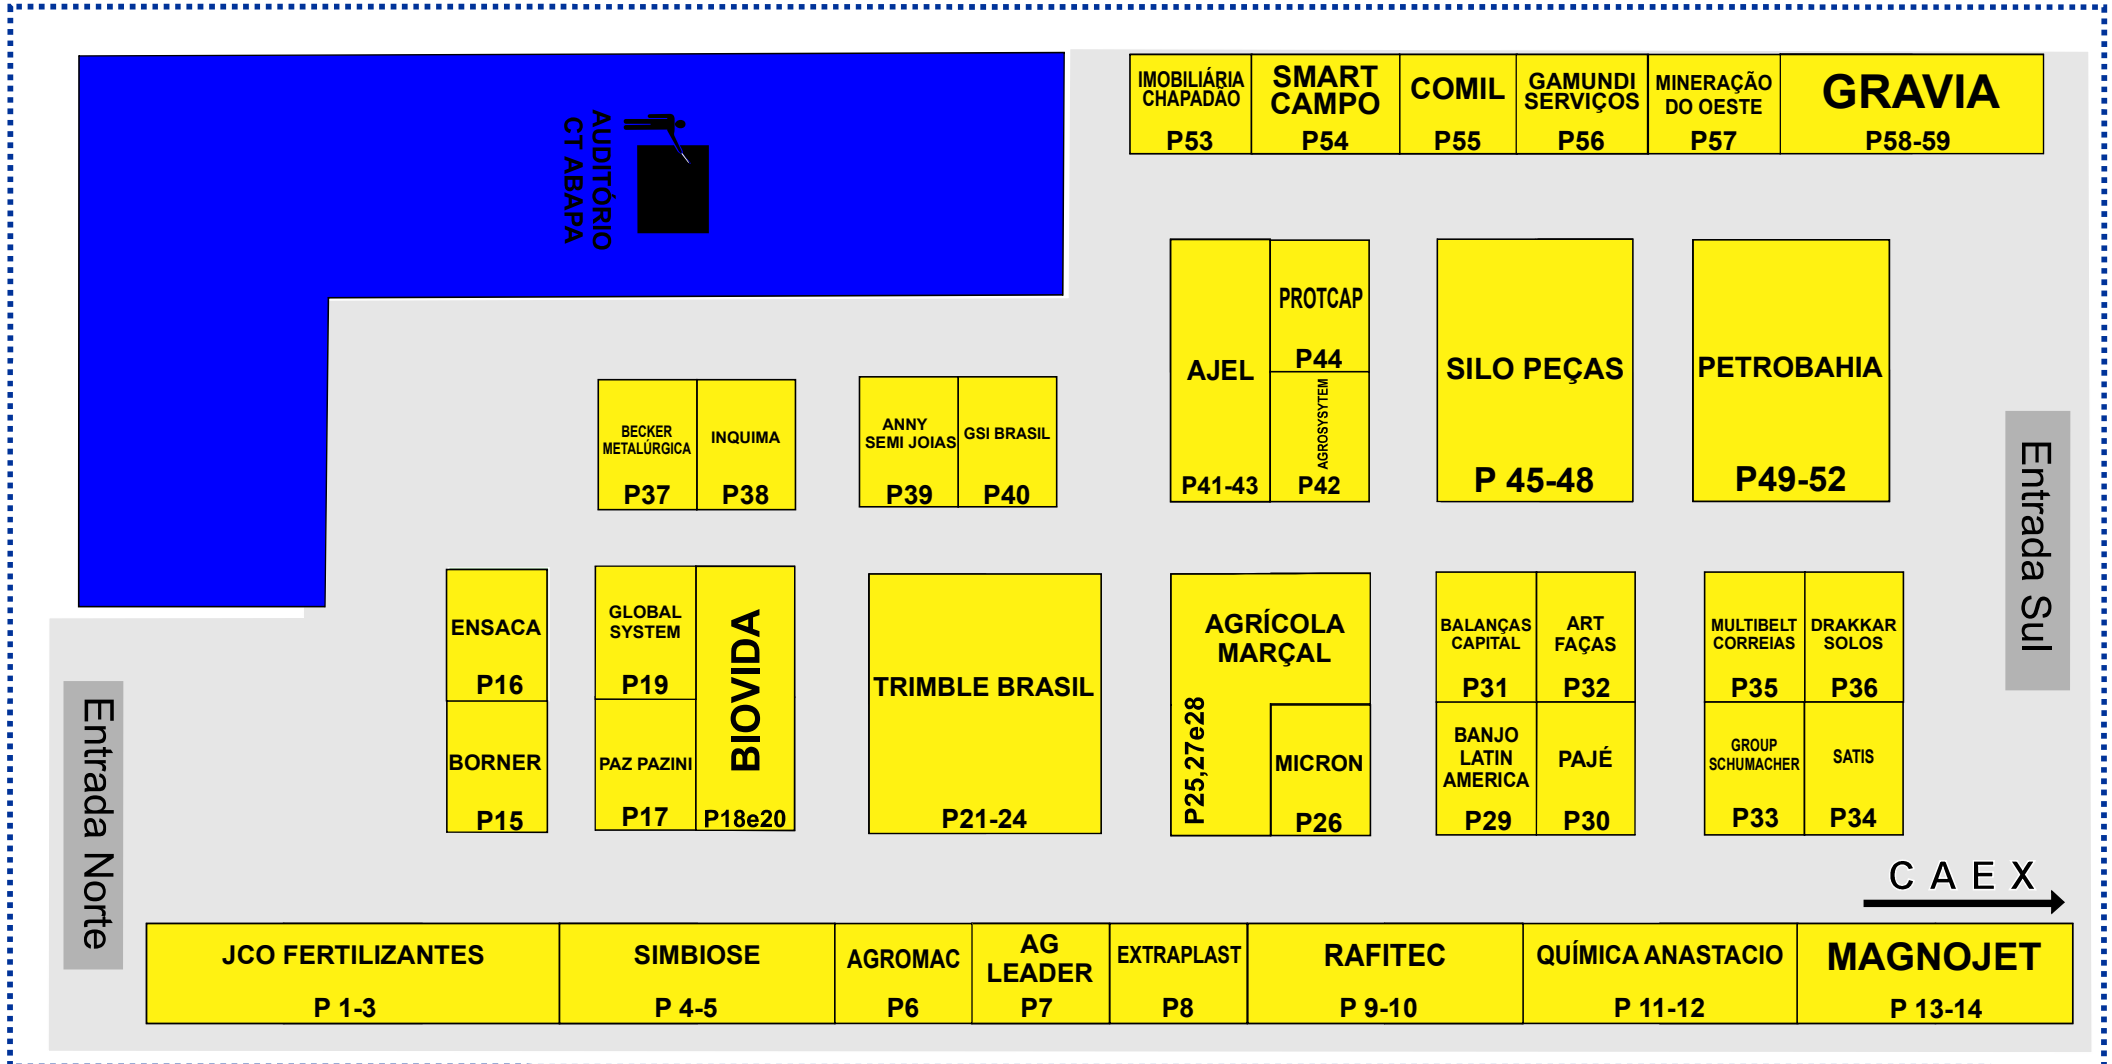 IMOBILIÁRIA
CHAPADÃO
P53
SMART
CAMPO
P54
COMIL
P55
GAMUNDI
SERVIÇOS
P56
MINERAÇÃO
DO OESTE
P57
GRAVIA
P58-59
AUDITÓRIO
CT ABAPA
AJEL
P41-43
PROTCAP
P44
AGROSYSYTEM
P42
SILO PEÇAS
P 45-48
PETROBAHIA
P49-52
BECKER
METALÚRGICA
P37
INQUIMA
P38
ANNY
SEMI JOIAS
P39
GSI BRASIL
P40
Entrada Sul
ENSACA
P16
BORNER
P15
GLOBAL
SYSTEM
P19
PAZ PAZINI
P17
BIOVIDA
P18e20
TRIMBLE BRASIL
P21-24
AGRÍCOLA
MARÇAL
P25,27e28
MICRON
P26
BALANÇAS
CAPITAL
P31
ART
FAÇAS
P32
BANJO
LATIN
AMERICA
P29
PAJÉ
P30
MULTIBELT
CORREIAS
P35
DRAKKAR
SOLOS
P36
GROUP
SCHUMACHER
P33
SATIS
P34
Entrada Norte
CAEX
JCO FERTILIZANTES
P 1-3
SIMBIOSE
P 4-5
AGROMAC
P6
AG
LEADER
P7
EXTRAPLAST
P8
RAFITEC
P 9-10
QUÍMICA ANASTACIO
P 11-12
MAGNOJET
P 13-14